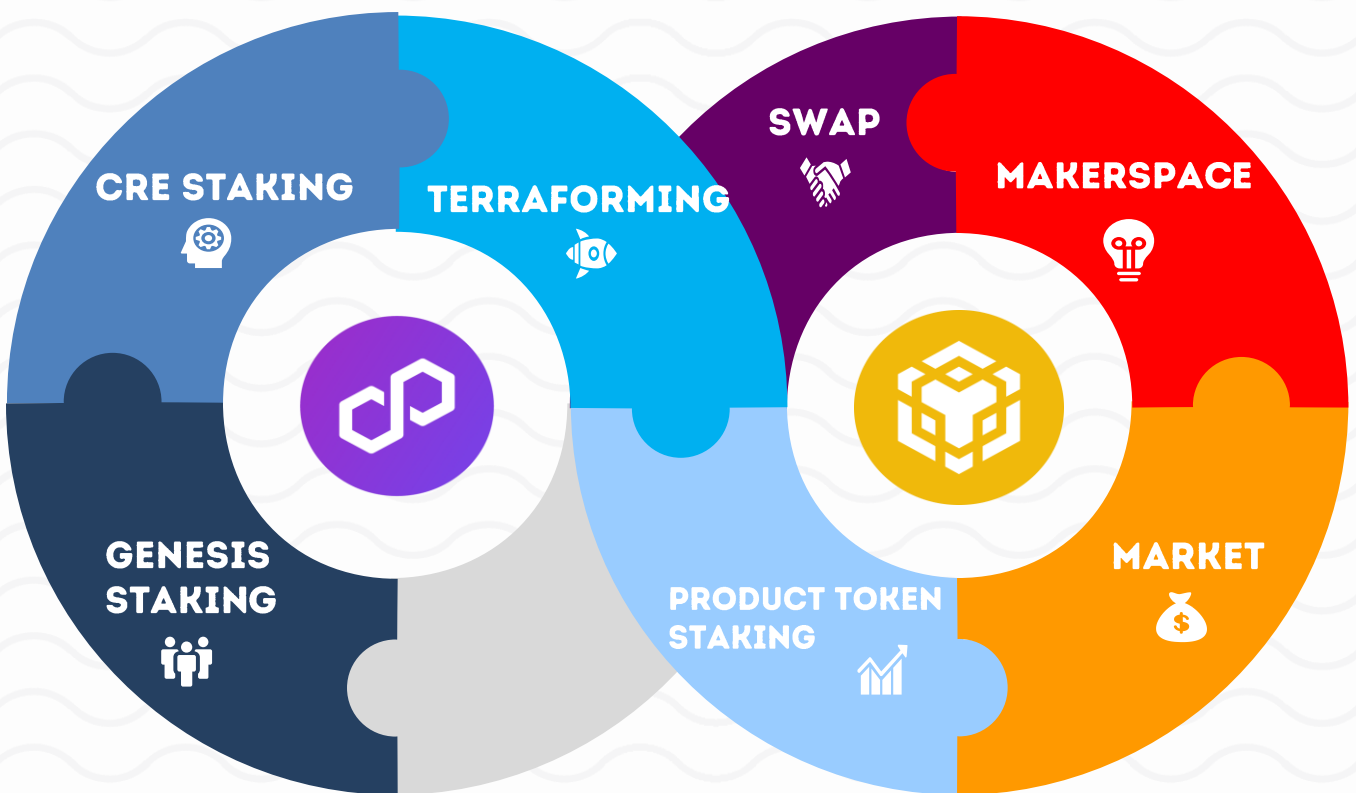 CRE STAKING
TERRAFORMING
SWAP
MAKERSPACE
GENESIS
STAKING
PRODUCT TOKEN
STAKING
MARKET
$